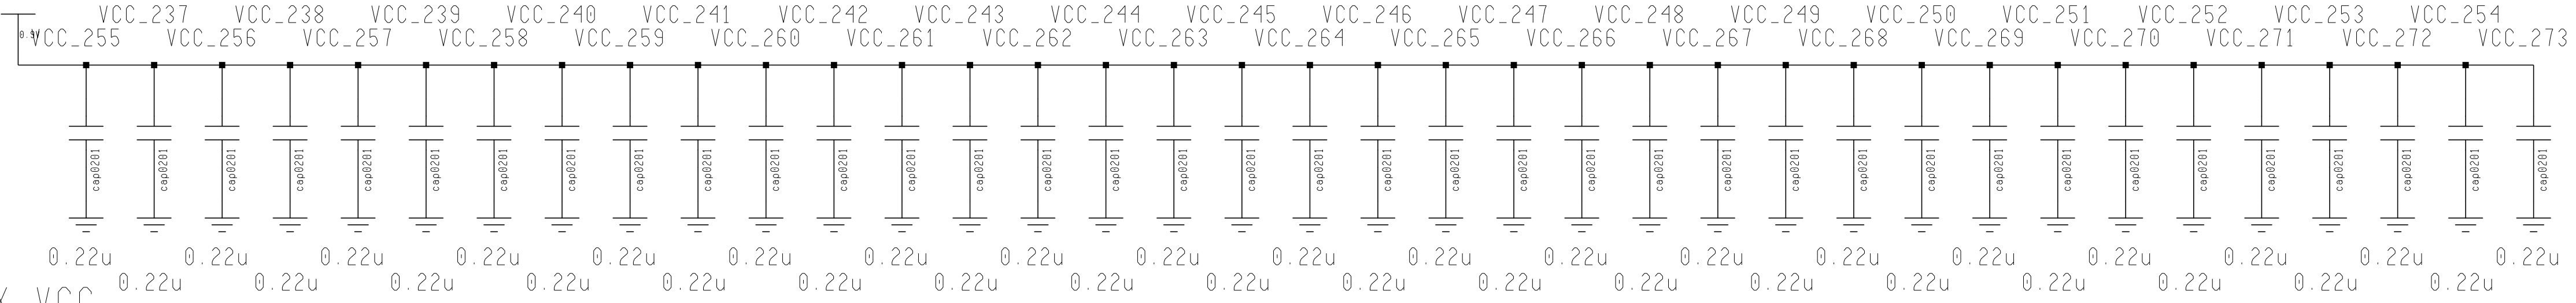 VCC_237 VCC_238 VCC_239 VCC_240 VCC_241 VCC_242 VCC_243 VCC_244 VCC_245 VCC_246 VCC_247 VCC_248 VCC_249 VCC_250 VCC_251 VCC_252 VCC_253 VCC_254
0.9V VCC_255 VCC_256 VCC_257 VCC_258 VCC_259 VCC_260 VCC_261 VCC_262 VCC_263 VCC_264 VCC_265 VCC_266 VCC_267 VCC_268 VCC_269 VCC_270 VCC_271 VCC_272 VCC_273
cap0201 cap0201 cap0201 cap0201 cap0201 cap0201 cap0201 cap0201 cap0201 cap0201 cap0201 cap0201 cap0201 cap0201 cap0201 cap0201 cap0201 cap0201 cap0201 cap0201 cap0201 cap0201 cap0201 cap0201 cap0201 cap0201 cap0201 cap0201 cap0201 cap0201 cap0201 cap0201 cap0201 cap0201 cap0201 cap0201 cap0201
0.22u 0.22u 0.22u 0.22u 0.22u 0.22u 0.22u 0.22u 0.22u 0.22u 0.22u 0.22u 0.22u 0.22u 0.22u 0.22u 0.22u 0.22u 0.22u
0.22u 0.22u 0.22u 0.22u 0.22u 0.22u 0.22u 0.22u 0.22u 0.22u 0.22u 0.22u 0.22u 0.22u 0.22u 0.22u 0.22u 0.22u
VCC